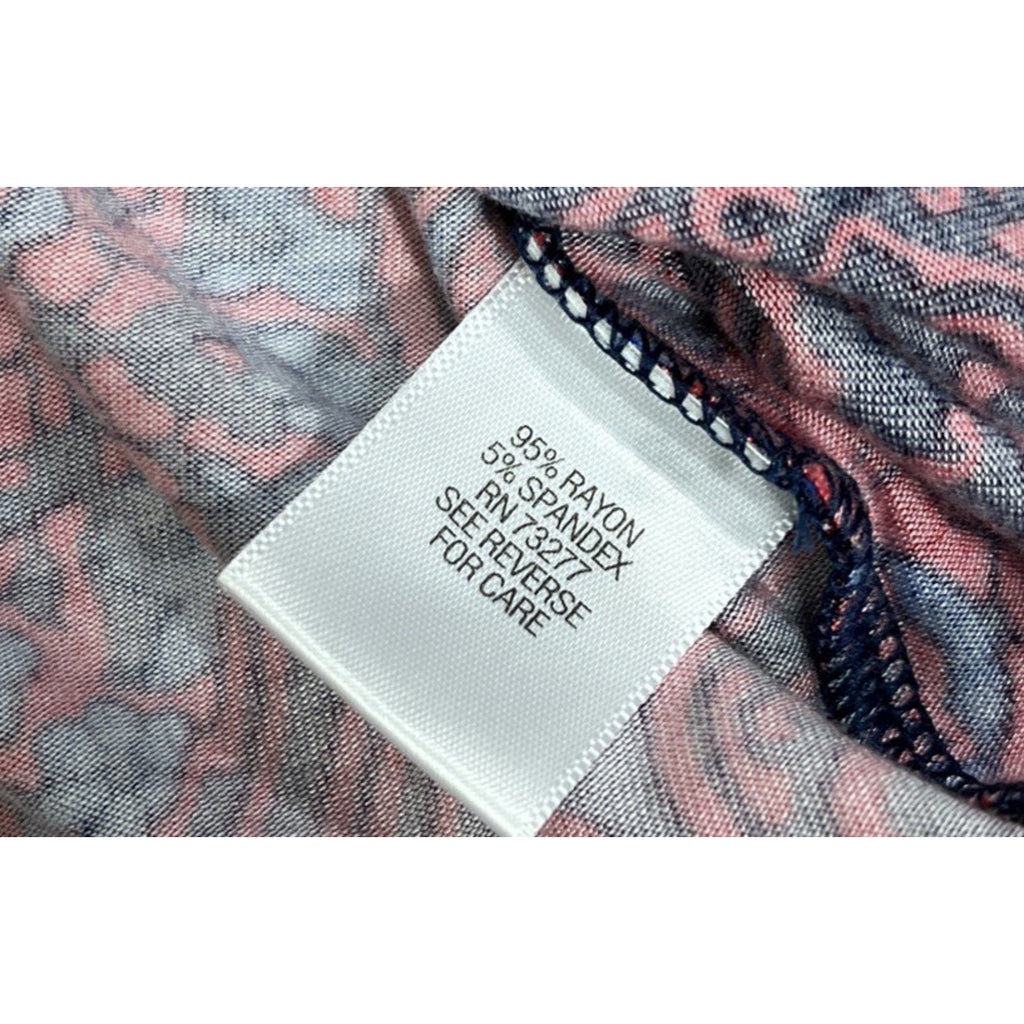 95% RAYON
5% SPANDEX
RN 73277
SEE REVERSE
FOR CARE